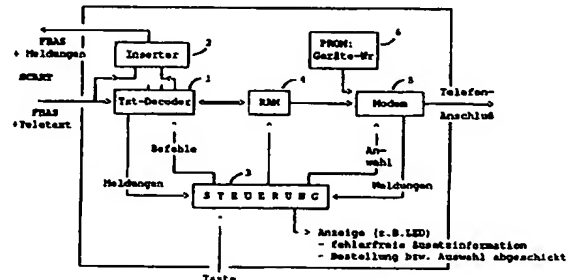 FBAS
+ Meldungen
Inserter
2
PROM:
Geräte-Nr
6
SCART
1
4
5
FBAS
+Teletext
Txt-Decoder
RAM
Modem
Telefon-
Anschluß
Befehle
An-
wahl
Meldungen
3
Meldungen
S T E U E R U N G
Anzeige (z.B.LED)
- fehlerfreie Zusatzinformation
- Bestellung bzw. Auswahl abgeschickt
Taste